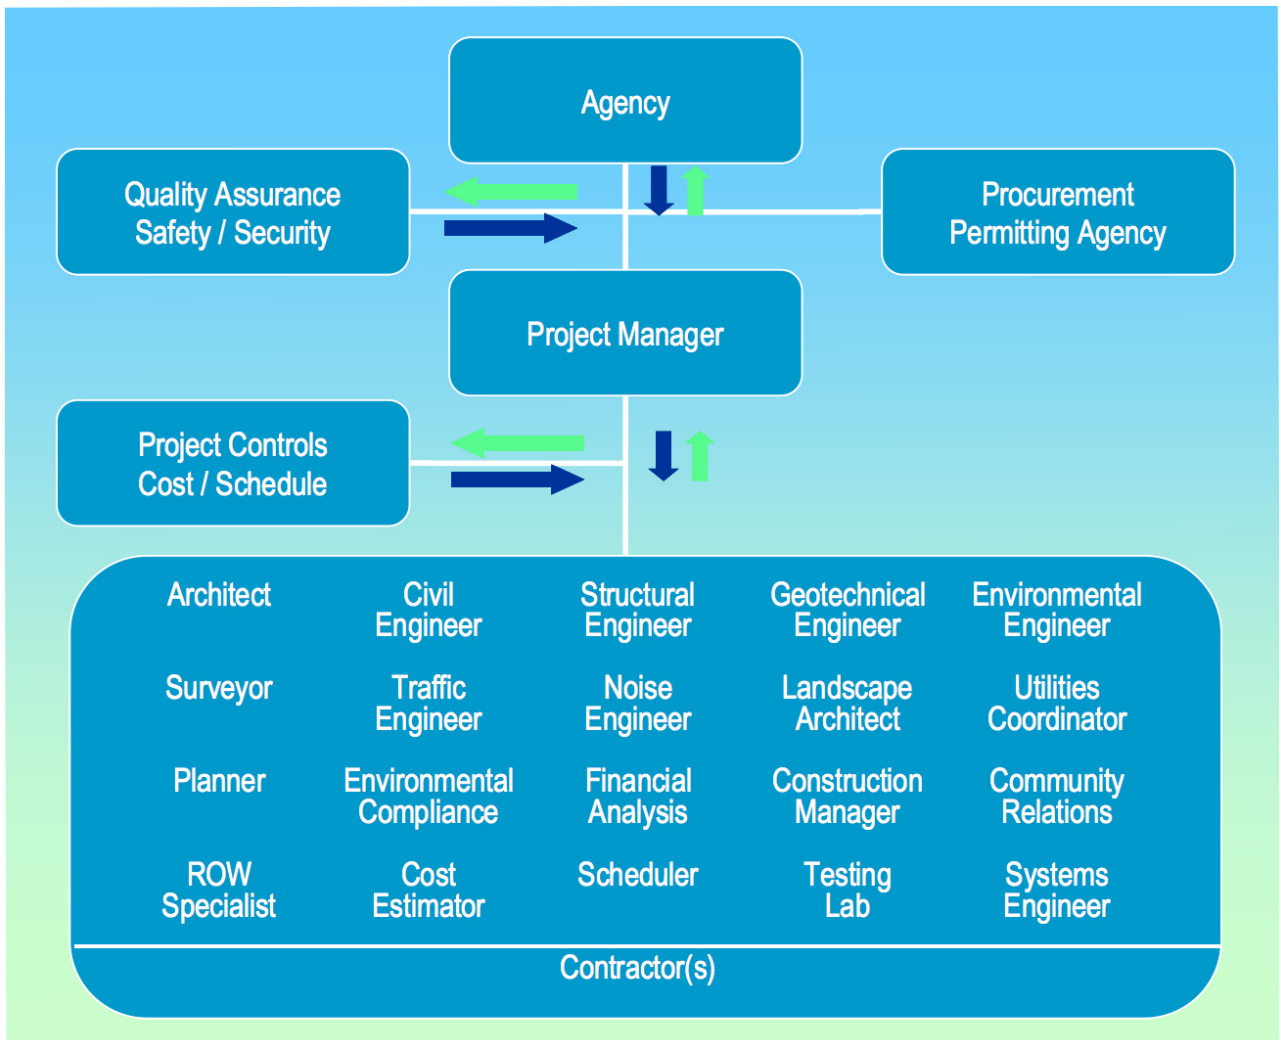 Agency
Quality Assurance
Safety / Security
Procurement
Permitting Agency
Project Manager
Project Controls
Cost / Schedule
Architect
Civil
Engineer
Structural
Engineer
Geotechnical
Engineer
Environmental
Engineer
Surveyor
Traffic
Engineer
Noise
Engineer
Landscape
Architect
Utilities
Coordinator
Planner
Environmental
Compliance
Financial
Analysis
Construction
Manager
Community
Relations
ROW
Specialist
Cost
Estimator
Scheduler
Testing
Lab
Systems
Engineer
Contractor(s)